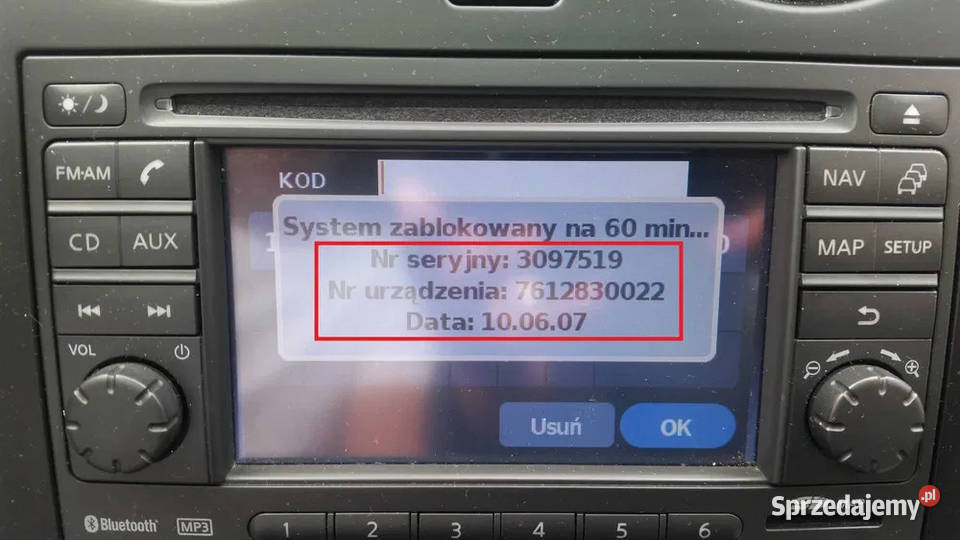 FM·AM
CD
AUX
VOL
NAV
MAP
SETUP
KOD
System zablokowany na 60 min...
Nr seryjny: 3097519
Nr urządzenia: 7612830022
Data: 10.06.07
Usuń
OK
Bluetooth
MP3
1 2 3 4 5 6
Sprzedajemy.pl